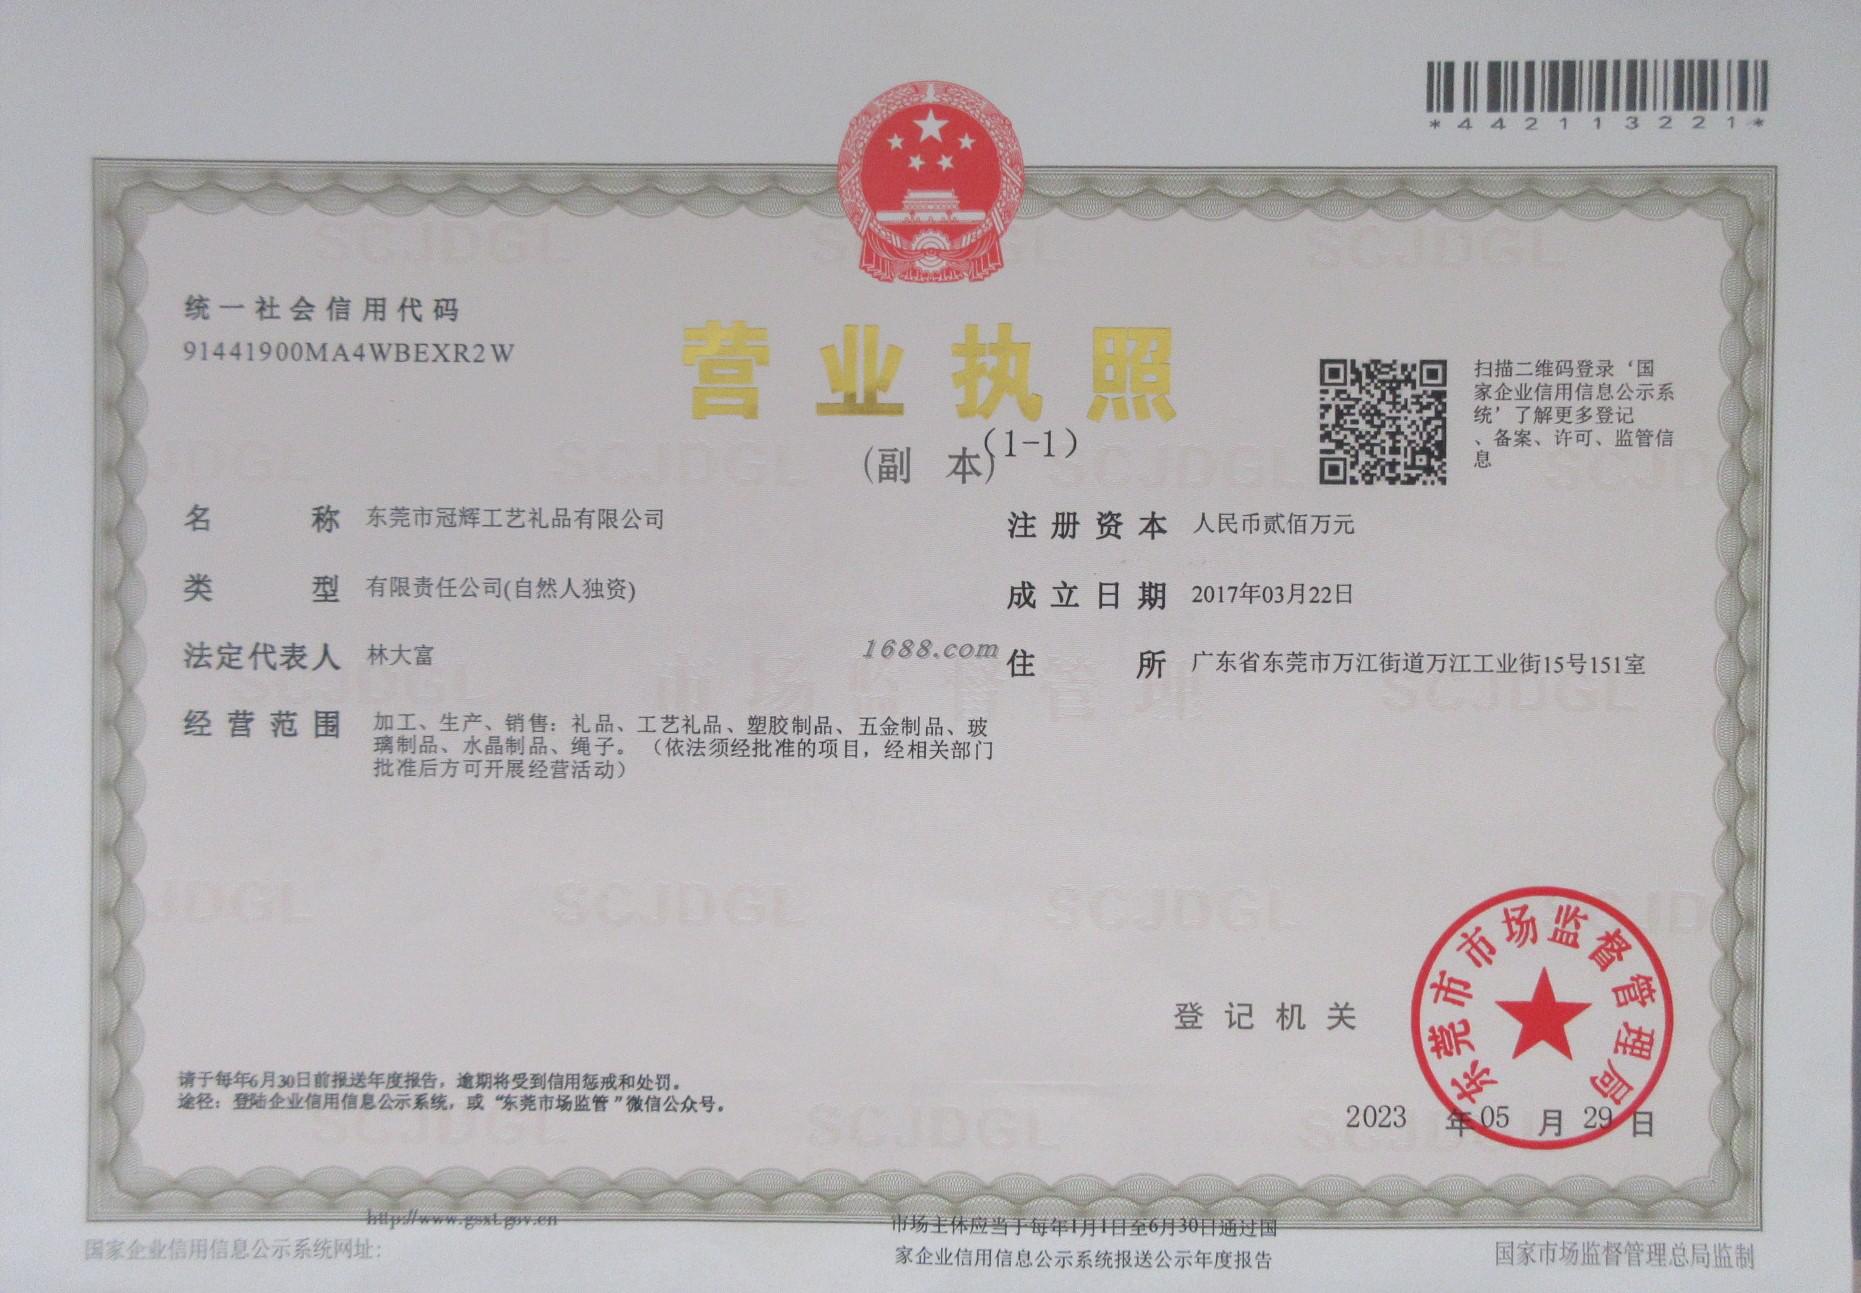 *442113221*
统一社会信用代码
91441900MA4WBEXR2W
营业执照
(副 本)(1-1)
扫描二维码登录‘国
家企业信用信息公示系
统’了解更多登记
、备案、许可、监管信
息
名 称 东莞市冠辉工艺礼品有限公司
类 型 有限责任公司(自然人独资)
法定代表人 林大富
经营范围 加工、生产、销售：礼品、工艺礼品、塑胶制品、五金制品、玻
璃制品、水晶制品、绳子。（依法须经批准的项目，经相关部门
批准后方可开展经营活动）
注册资本 人民币贰佰万元
成立日期 2017年03月22日
住 所 广东省东莞市万江街道万江工业街15号151室
1688.com
市场监督管理
SCJDGL
登记机关
东莞市市场监督管理局
2023 年 05 月 29 日
请于每年6月30日前报送年度报告，逾期将受到信用惩戒和处罚。
途径：登陆企业信用信息公示系统，或“东莞市场监管”微信公众号。
http://www.gsxt.gov.cn
国家企业信用信息公示系统网址：
市场主体应当于每年1月1日至6月30日通过国
家企业信用信息公示系统报送公示年度报告
国家市场监督管理总局监制